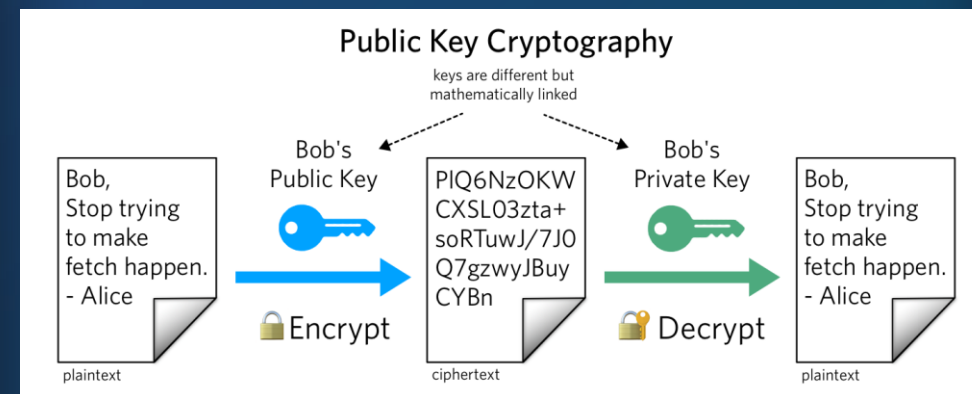 Public Key Cryptography
keys are different but
mathematically linked
Bob,
Stop trying
to make
fetch happen.
- Alice
plaintext
Bob's
Public Key
Encrypt
PlQ6NzOKW
CXSL03zta+
soRTuwJ/7J0
Q7gzwyJBuy
CYBn
ciphertext
Bob's
Private Key
Decrypt
Bob,
Stop trying
to make
fetch happen.
- Alice
plaintext